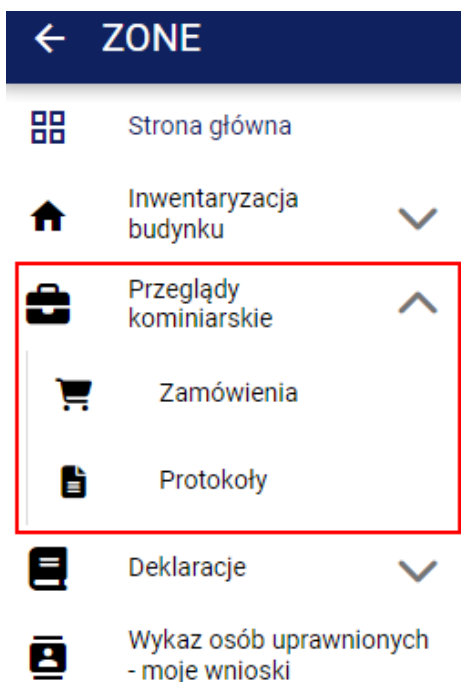 ZONE
Strona główna
Inwentaryzacja
budynku
Przeglądy
kominiarskie
Zamówienia
Protokoły
Deklaracje
Wykaz osób uprawnionych
- moje wnioski